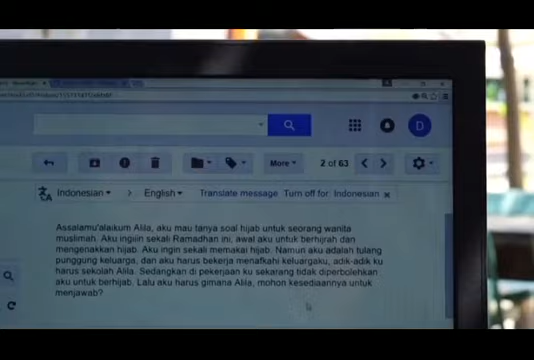 D
More
2 of 63
Indonesian > English Translate message Turn off for: Indonesian x
Assalamu'alaikum Alila, aku mau tanya soal hijab untuk seorang wanita
muslimah. Aku ingiin sekali Ramadhan ini, awal aku untuk berhijrah dan
mengenakkan hijab. Aku ingin sekali memakai hijab. Namun aku adalah tulang
punggung keluarga, dan aku harus bekerja menafkahi keluargaku, adik-adik ku
harus sekolah Alila. Sedangkan di pekerjaan ku sekarang tidak diperbolehkan
aku untuk berhijab. Lalu aku harus gimana Alila, mohon kesediaannya untuk
menjawab?